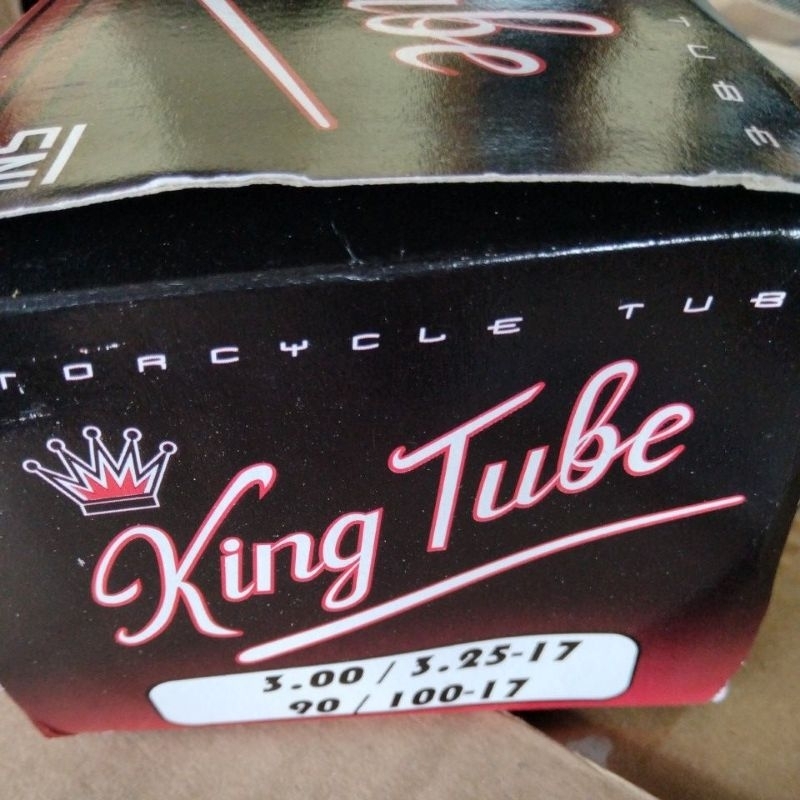 TUBE
TORCYCLE TUB
King Tube
3.00 / 3.25-17
90 / 100-17